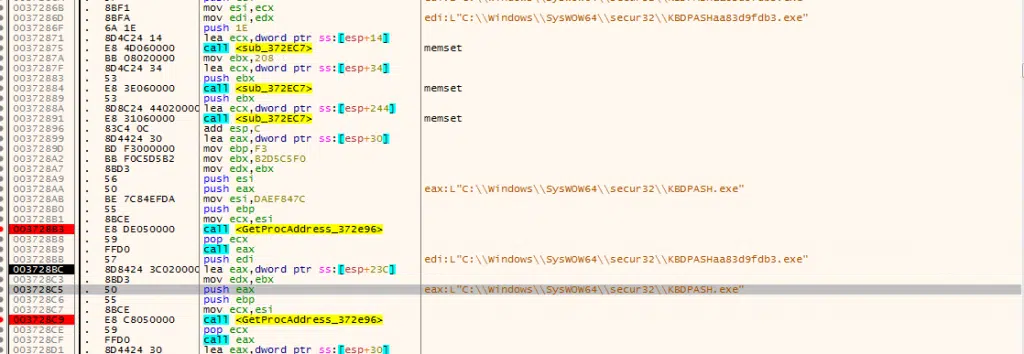 0037286B . 8BF1 mov esi,ecx
0037286D . 8BFA mov edi,edx edi:L"C:\\Windows\\SysWOW64\\secur32\\KBDPASHaa83d9fdb3.exe"
0037286F . 6A 1E push 1E
00372871 . 8D4C24 14 lea ecx,dword ptr ss:[esp+14]
00372875 . E8 4D060000 call <sub_372EC7> memset
0037287A . BB 08020000 mov ebx,208
0037287F . 8D4C24 34 lea ecx,dword ptr ss:[esp+34]
00372883 . 53 push ebx
00372884 . E8 3E060000 call <sub_372EC7> memset
00372889 . 53 push ebx
0037288A . 8D8C24 44020000 lea ecx,dword ptr ss:[esp+244]
00372891 . E8 31060000 call <sub_372EC7> memset
00372896 . 83C4 0C add esp,C
00372899 . 8D4424 30 lea eax,dword ptr ss:[esp+30]
0037289D . BD F3000000 mov ebp,F3
003728A2 . BB F0C5D5B2 mov ebx,B2D5C5F0
003728A7 . 8BD3 mov edx,ebx
003728A9 . 56 push esi
003728AA . 50 push eax eax:L"C:\\Windows\\SysWOW64\\secur32\\KBDPASH.exe"
003728AB . BE 7C84EFDA mov esi,DAEF847C
003728B0 . 55 push ebp
003728B1 . 8BCE mov ecx,esi
003728B3 . E8 DE050000 call <GetProcAddress_372e96>
003728B8 . 59 pop ecx
003728B9 . FFD0 call eax
003728BB . 57 push edi edi:L"C:\\Windows\\SysWOW64\\secur32\\KBDPASHaa83d9fdb3.exe"
003728BC . 8D8424 3C020000 lea eax,dword ptr ss:[esp+23C]
003728C3 . 8BD3 mov edx,ebx
003728C5 . 50 push eax eax:L"C:\\Windows\\SysWOW64\\secur32\\KBDPASH.exe"
003728C6 . 55 push ebp
003728C7 . 8BCE mov ecx,esi
003728C9 . E8 C8050000 call <GetProcAddress_372e96>
003728CE . 59 pop ecx
003728CF . FFD0 call eax
003728D1 . 8D4424 30 lea eax,dword ptr ss:[esp+30]